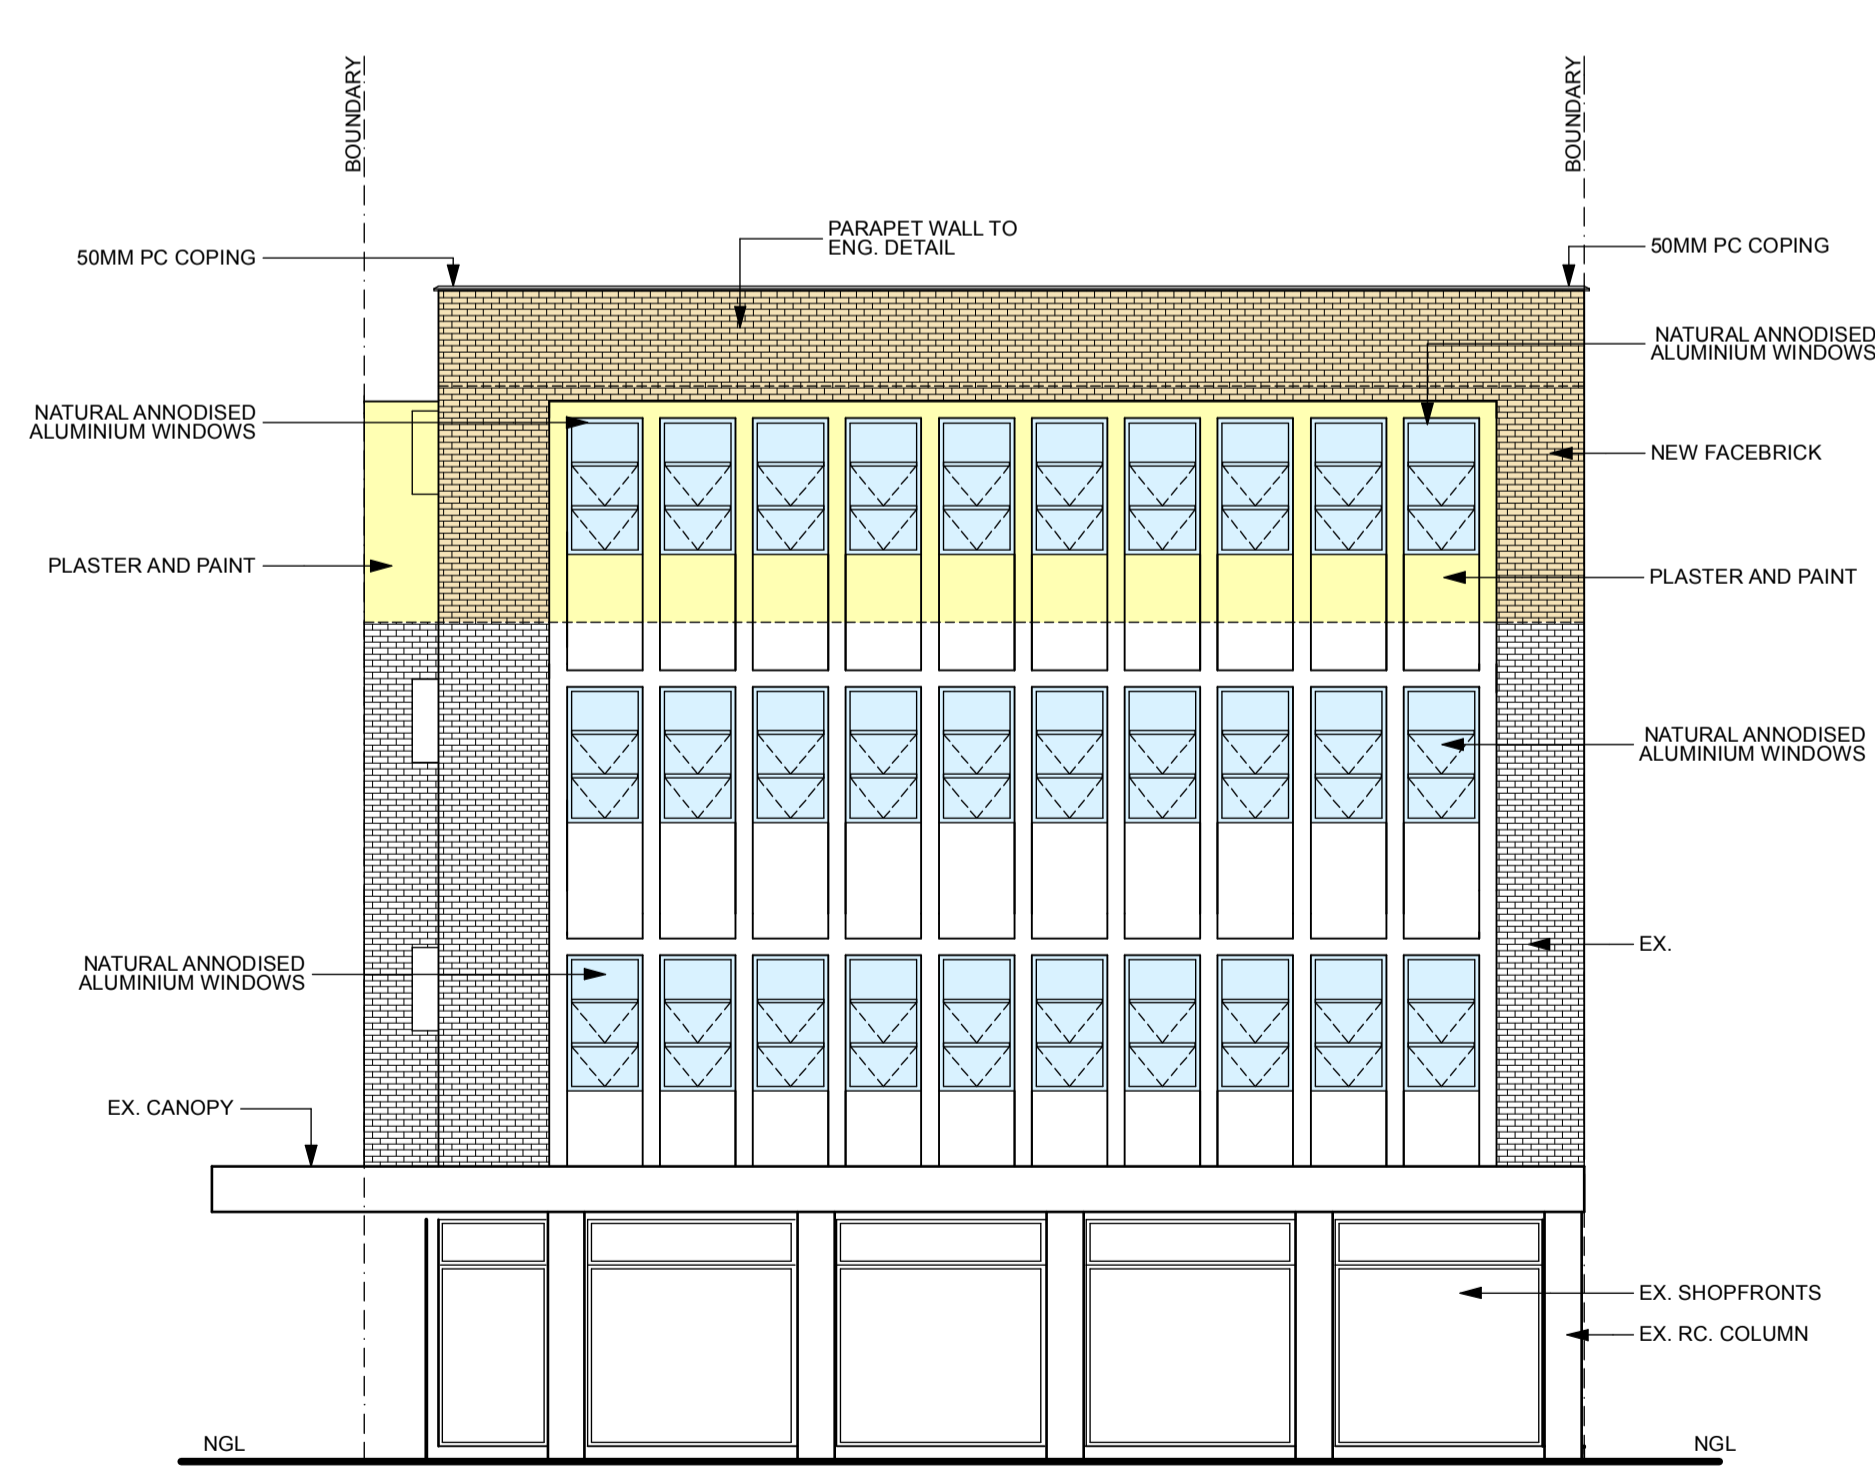 BOUNDARY
BOUNDARY
PARAPET WALL TO
ENG. DETAIL
50MM PC COPING
50MM PC COPING
NATURAL ANNODISED
ALUMINIUM WINDOWS
NATURAL ANNODISED
ALUMINIUM WINDOWS
NEW FACEBRICK
PLASTER AND PAINT
PLASTER AND PAINT
NATURAL ANNODISED
ALUMINIUM WINDOWS
EX.
NATURAL ANNODISED
ALUMINIUM WINDOWS
EX. CANOPY
EX. SHOPFRONTS
EX. RC. COLUMN
NGL
NGL